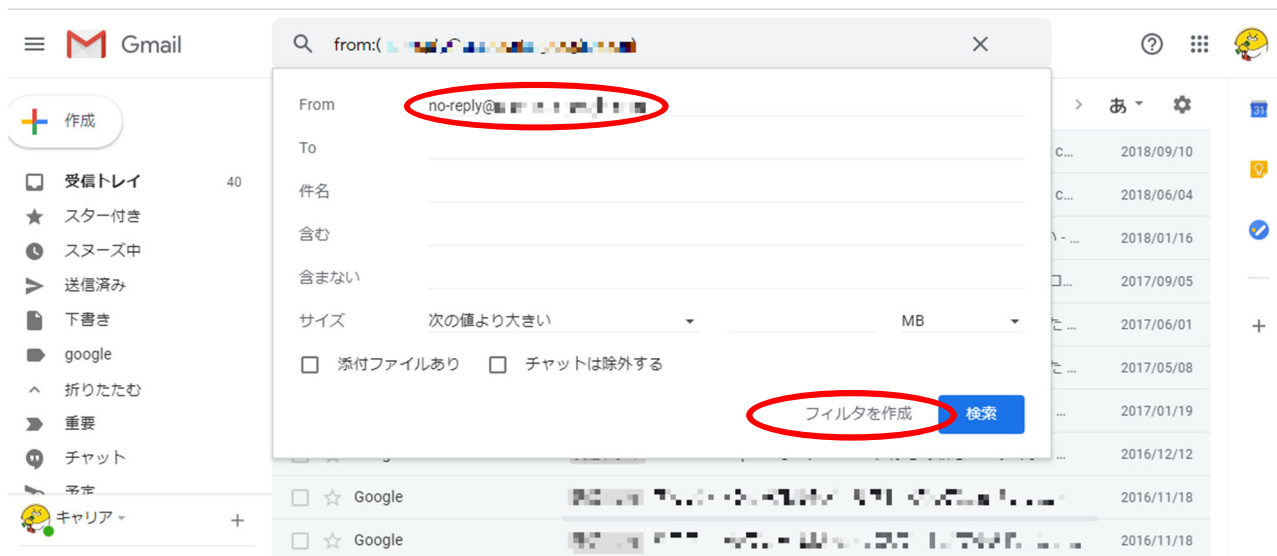 Gmail
from:(
作成
受信トレイ 40
スター付き
スヌーズ中
送信済み
下書き
google
折りたたむ
重要
チャット
予定
キャリア
From no-reply@
To
件名
含む
含まない
サイズ 次の値より大きい MB
添付ファイルあり チャットは除外する
フィルタを作成 検索
あ
31
c... 2018/09/10
c... 2018/06/04
い - ... 2018/01/16
ロ... 2017/09/05
た ... 2017/06/01
た ... 2017/05/08
... 2017/01/19
... 2016/12/12
Google 2016/11/18
Google 2016/11/18